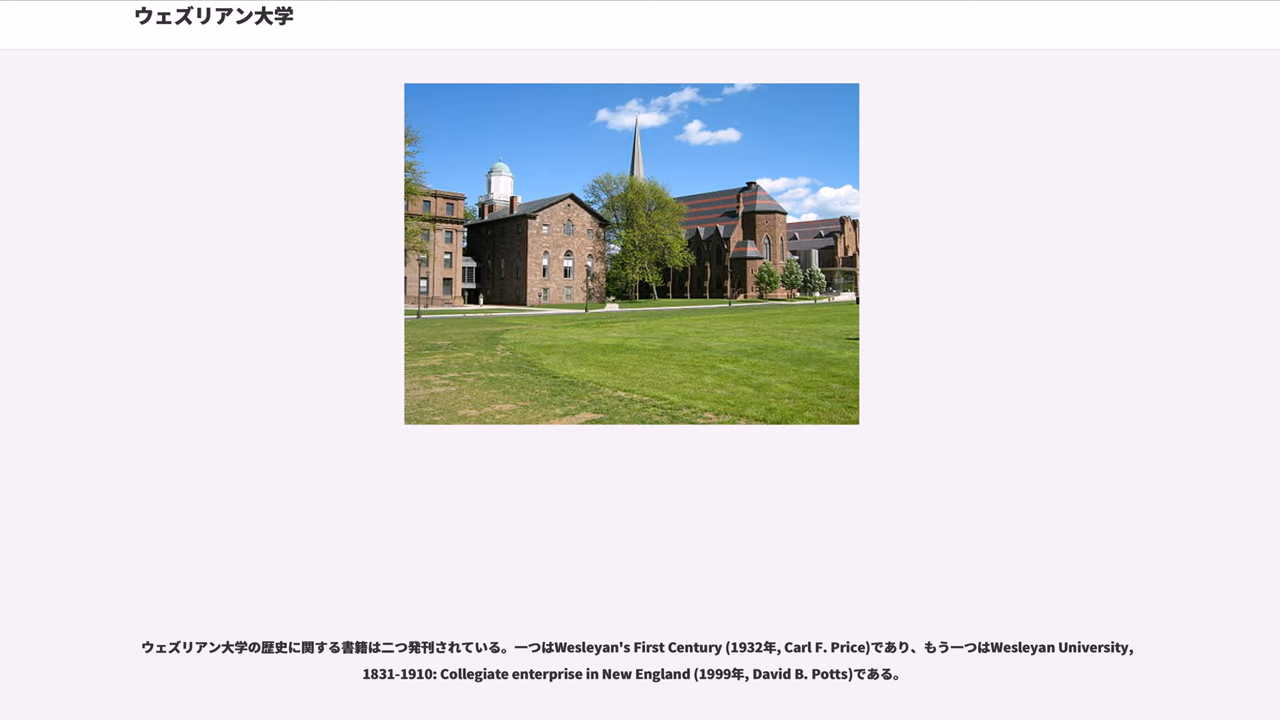 ウェズリアン大学
ウェズリアン大学の歴史に関する書籍は二つ発刊されている。一つはWesleyan's First Century (1932年, Carl F. Price)であり、もう一つはWesleyan University,
1831-1910: Collegiate enterprise in New England (1999年, David B. Potts)である。